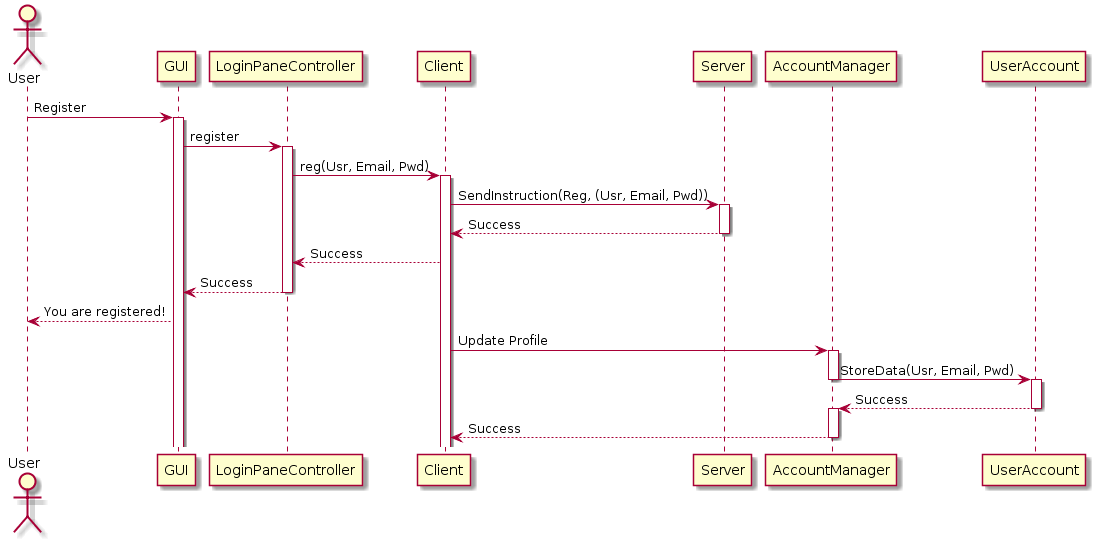 User
GUI
LoginPaneController
Client
Server
AccountManager
UserAccount
Register
register
reg(Usr, Email, Pwd)
SendInstruction(Reg, (Usr, Email, Pwd))
Success
Success
Success
You are registered!
Update Profile
StoreData(Usr, Email, Pwd)
Success
Success
User
GUI
LoginPaneController
Client
Server
AccountManager
UserAccount